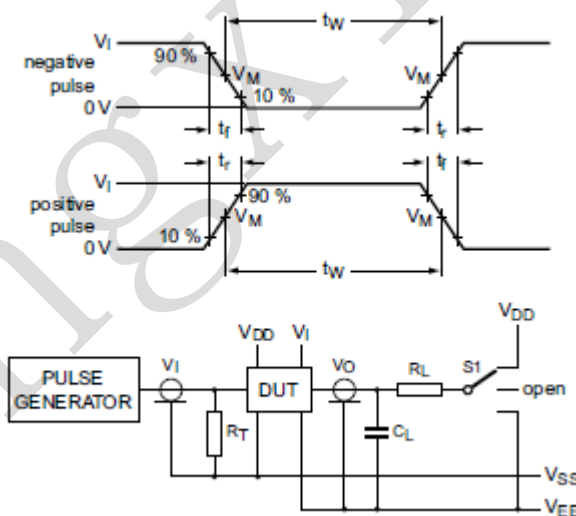 tW
VI
90 %
negative
pulse
VM
VM
10 %
0 V
tf
tr
tr
tf
VI
90 %
positive
pulse
VM
VM
10 %
0 V
tW
VDD
VI
VDD
PULSE
GENERATOR
VI
DUT
VO
RL
S1
open
RT
CL
VSS
VEE